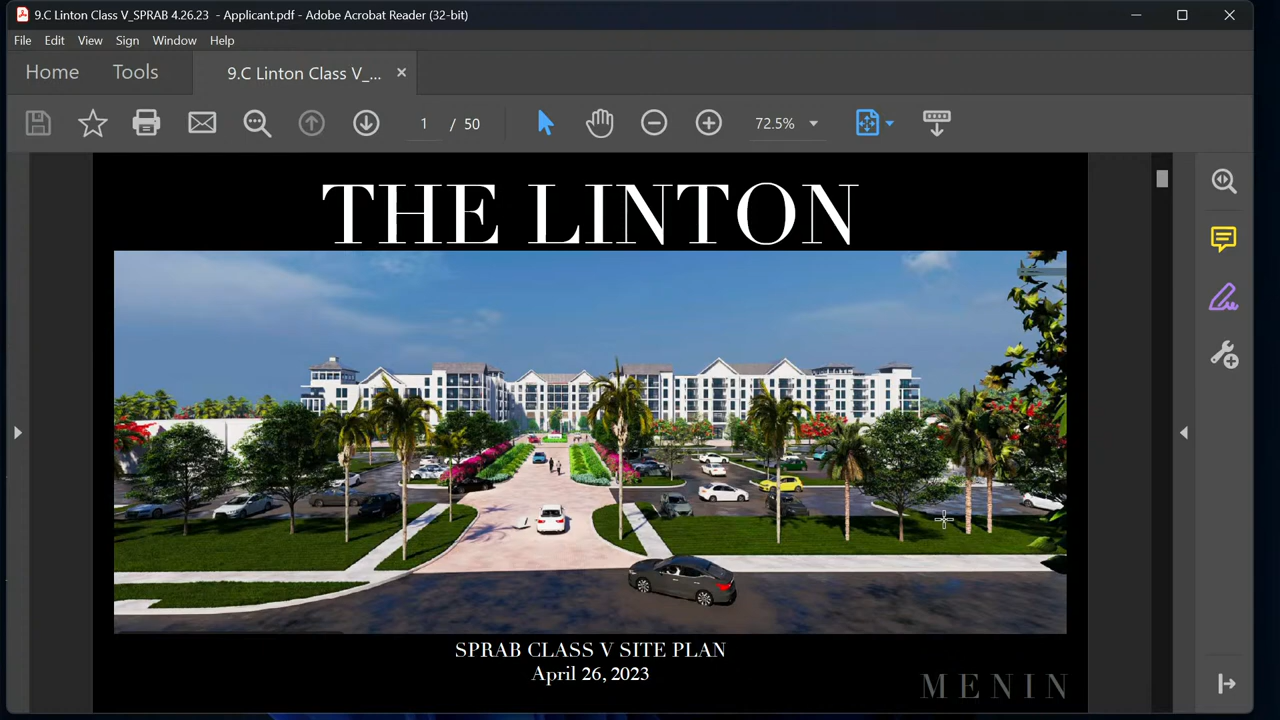 9.C Linton Class V_SPRAB 4.26.23 - Applicant.pdf - Adobe Acrobat Reader (32-bit)
File Edit View Sign Window Help
Home Tools 9.C Linton Class V_...
1 / 50 72.5%
THE LINTON
SPRAB CLASS V SITE PLAN
April 26, 2023
MENIN